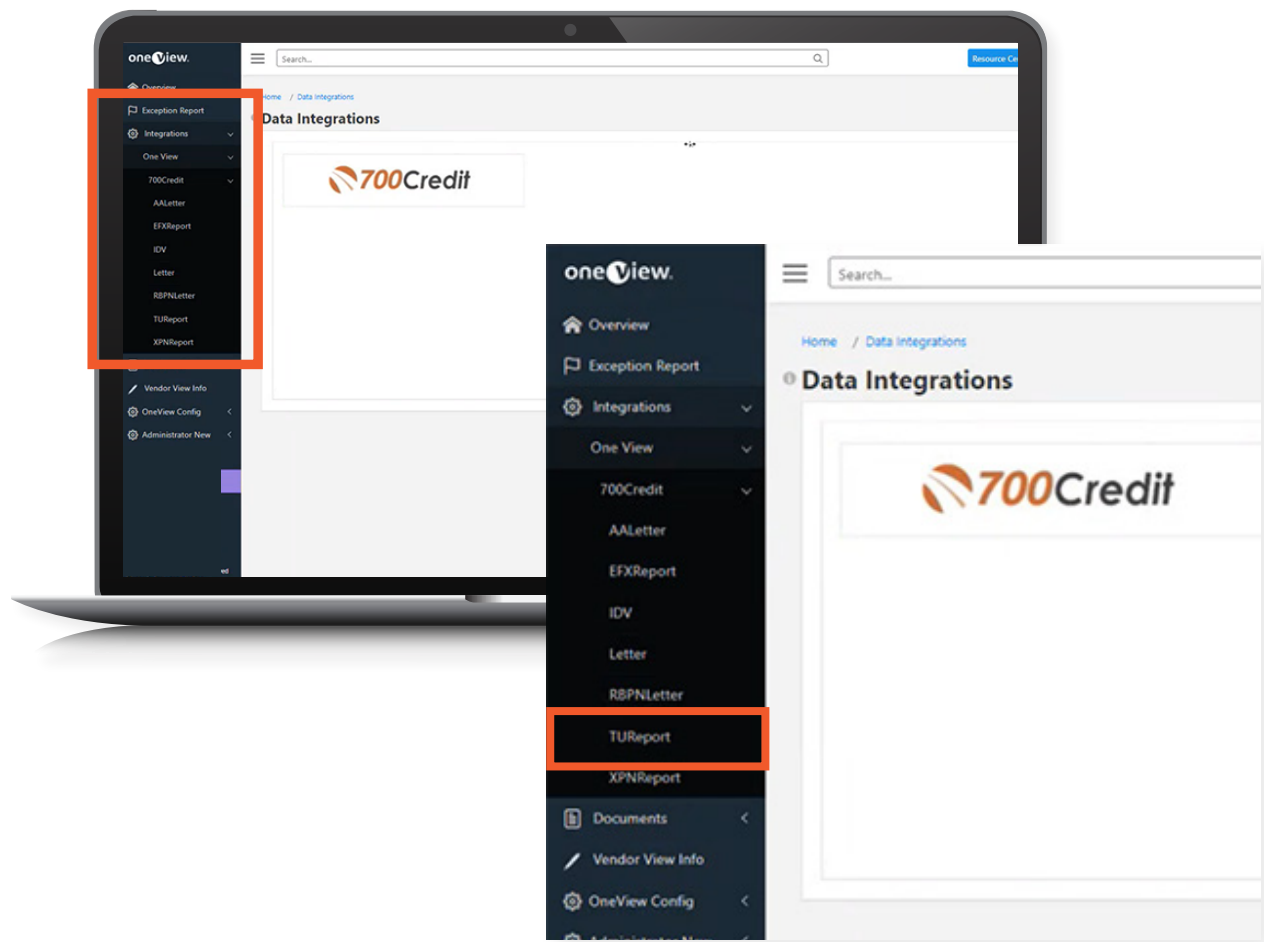 oneView.
Search...
Resource Ce
Overview
Home / Data Integrations
Exception Report
Data Integrations
Integrations
One View
700Credit
700Credit
AALetter
EFXReport
IDV
Letter
RBPNLetter
TUReport
XPNReport
Vendor View Info
OneView Config
Administrator New
ed
oneView.
Search...
Overview
Home / Data Integrations
Exception Report
Data Integrations
Integrations
One View
700Credit
700Credit
AALetter
EFXReport
IDV
Letter
RBPNLetter
TUReport
XPNReport
Documents
Vendor View Info
OneView Config
Administrator New